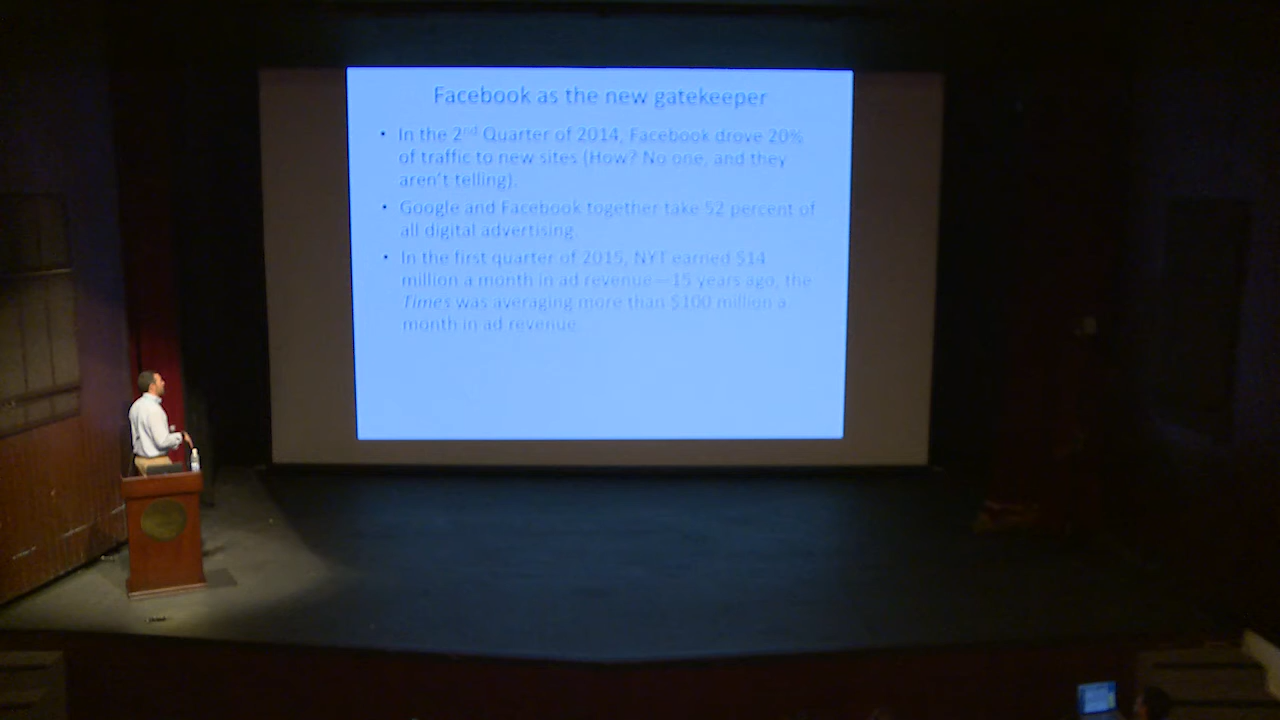 Facebook as the new gatekeeper
• In the 2nd Quarter of 2014, Facebook drove 20%
of traffic to new sites (How? No one, and they
aren't telling).
• Google and Facebook together take 52 percent of
all digital advertising.
• In the first quarter of 2015, NYT earned $14
million a month in ad revenue—15 years ago, the
Times was averaging more than $100 million a
month in ad revenue